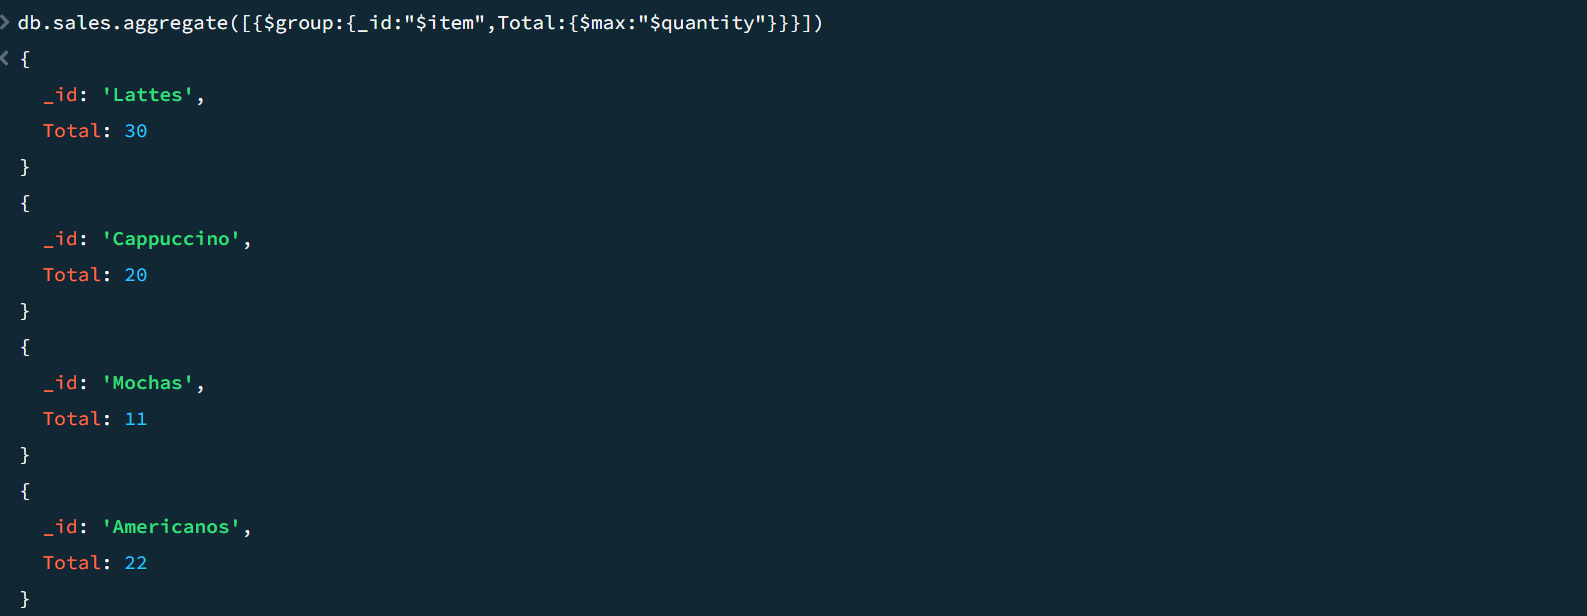 > db.sales.aggregate([{$group:{_id:"$item",Total:{$max:"$quantity"}}}])
< {
_id: 'Lattes',
Total: 30
}
{
_id: 'Cappuccino',
Total: 20
}
{
_id: 'Mochas',
Total: 11
}
{
_id: 'Americanos',
Total: 22
}